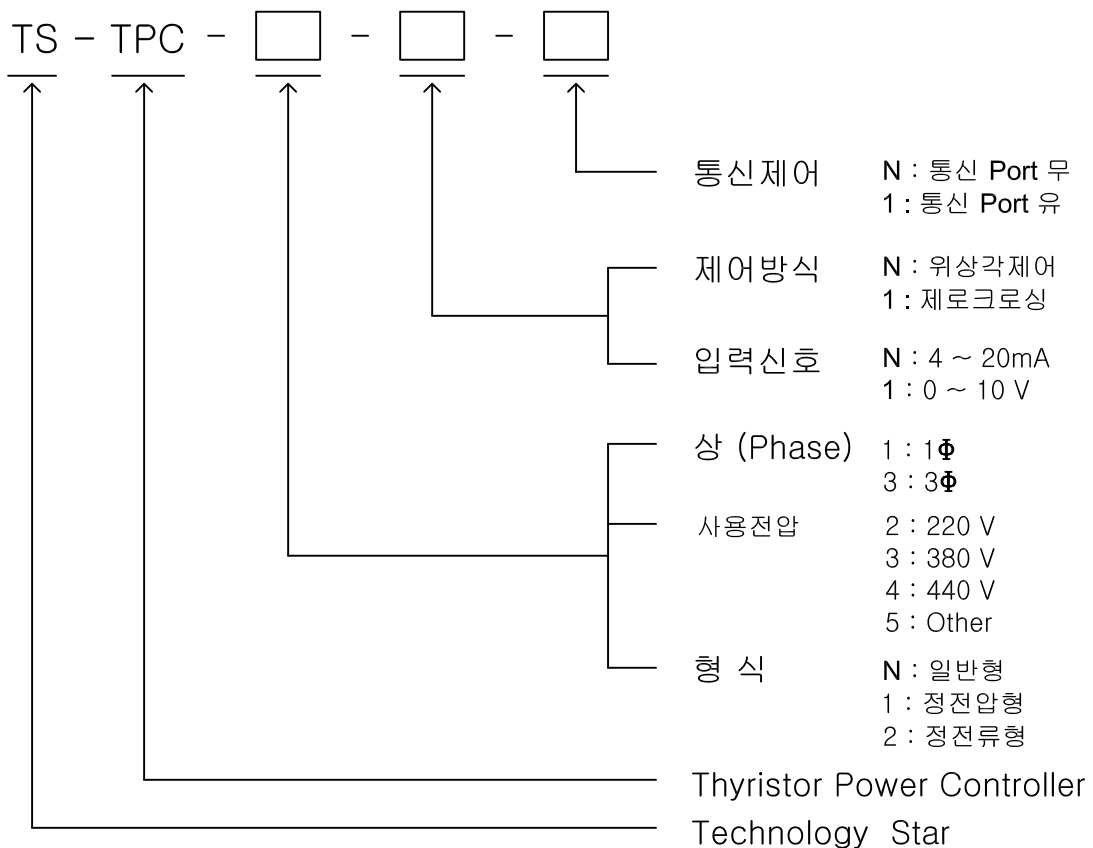 TS - TPC - □ - □ - □
통신제어 N : 통신 Port 무
1 : 통신 Port 유
제어방식 N : 위상각제어
1 : 제로크로싱
입력신호 N : 4 ~ 20mA
1 : 0 ~ 10 V
상 (Phase) 1 : 1Φ
3 : 3Φ
사용전압 2 : 220 V
3 : 380 V
4 : 440 V
5 : Other
형 식 N : 일반형
1 : 정전압형
2 : 정전류형
Thyristor Power Controller
Technology Star